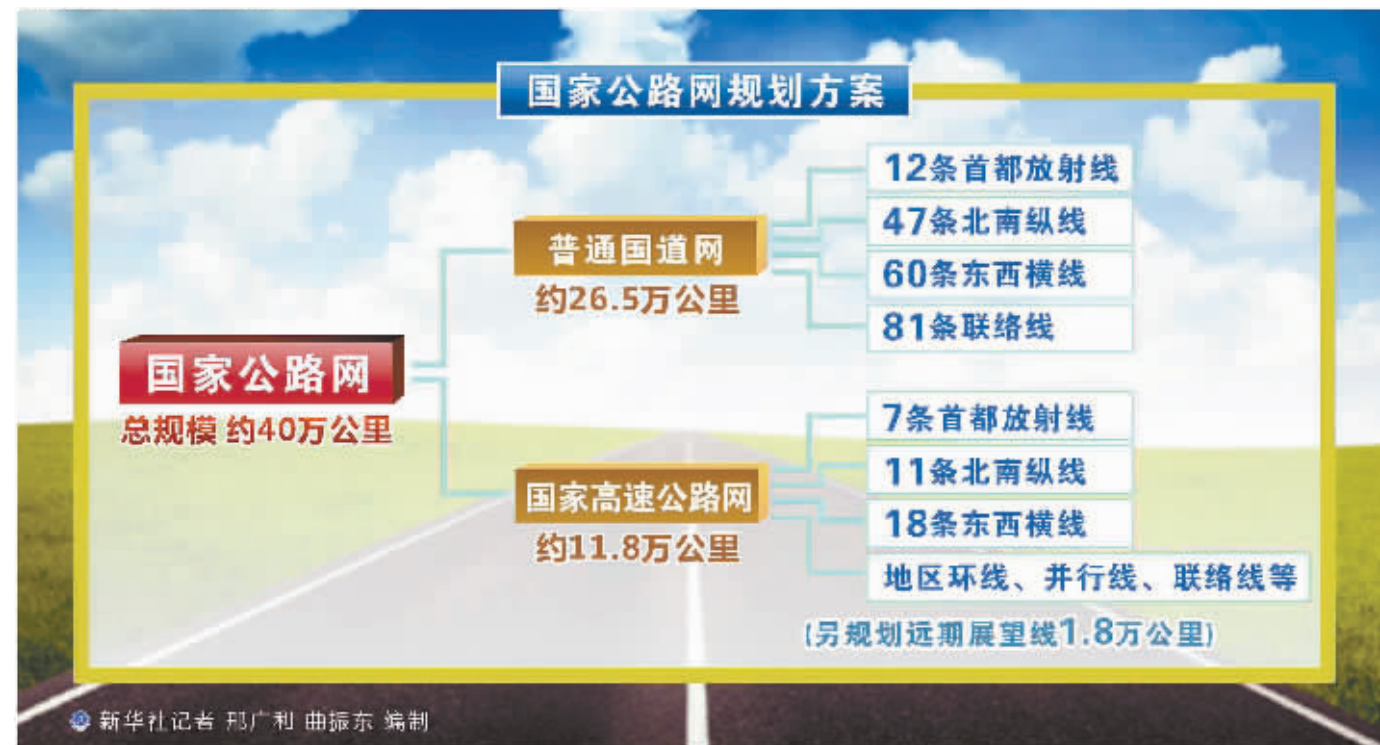 国家公路网规划方案
12条首都放射线
47条北南纵线
普通国道网
60条东西横线
约26.5万公里
81条联络线
国家公路网
总规模 约40万公里
7条首都放射线
11条北南纵线
国家高速公路网
18条东西横线
约11.8万公里
地区环线、并行线、联络线等
(另规划远期展望线1.8万公里)
新华社记者 邢广利 曲振东 编制